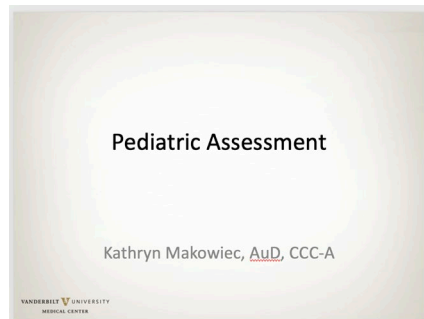 Pediatric Assessment
Kathryn Makowiec, AuD, CCC-A
VANDERBILT V UNIVERSITY
MEDICAL CENTER